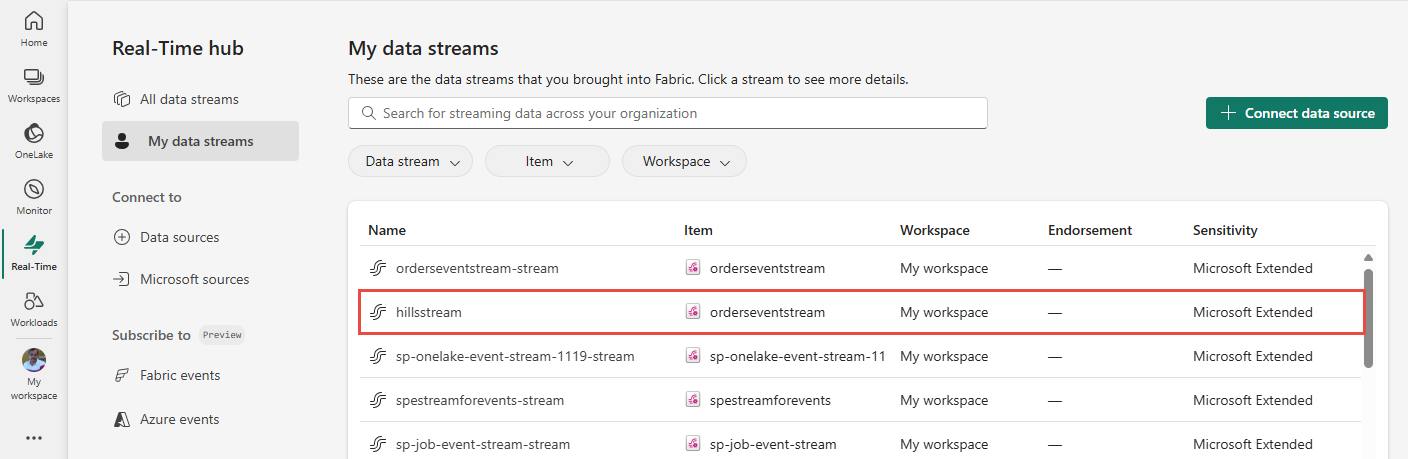 Home
Workspaces
OneLake
Monitor
Real-Time
Workloads
My
workspace
Real-Time hub
All data streams
My data streams
Connect to
Data sources
Microsoft sources
Subscribe to Preview
Fabric events
Azure events
My data streams
These are the data streams that you brought into Fabric. Click a stream to see more details.
Search for streaming data across your organization
Connect data source
Data stream Item Workspace
Name Item Workspace Endorsement Sensitivity
orderseventstream-stream orderseventstream My workspace — Microsoft Extended
hillsstream orderseventstream My workspace — Microsoft Extended
sp-onelake-event-stream-1119-stream sp-onelake-event-stream-11 My workspace — Microsoft Extended
spestreamforevents-stream spestreamforevents My workspace — Microsoft Extended
sp-job-event-stream-stream sp-job-event-stream My workspace — Microsoft Extended